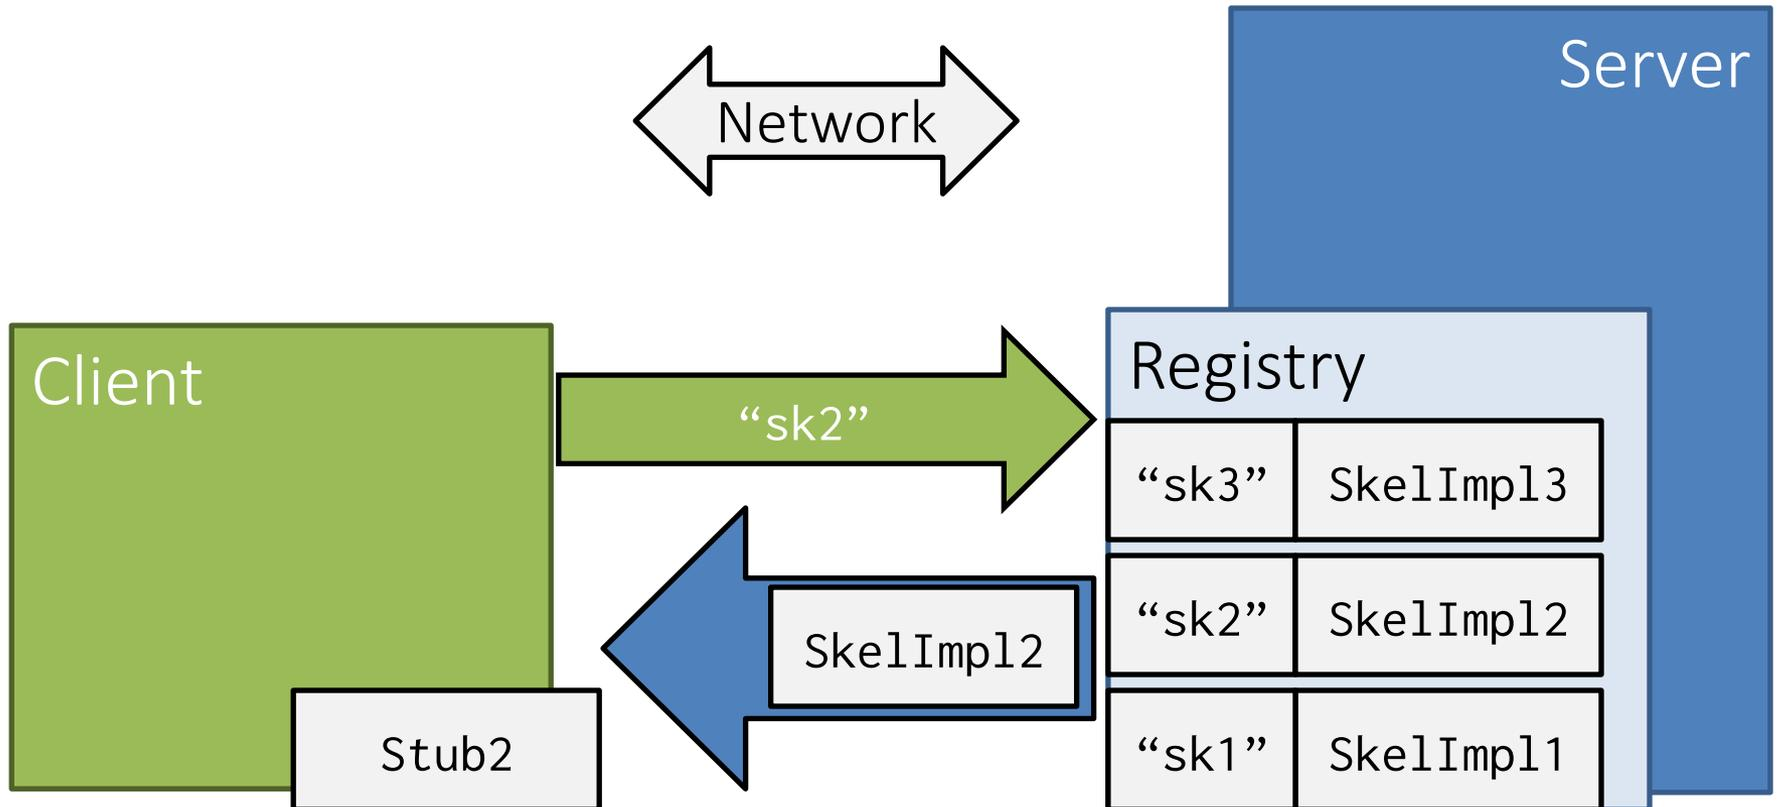 Server
Network
Client
“sk2”
Registry
“sk3” SkelImpl3
“sk2” SkelImpl2
SkelImpl2
Stub2
“sk1” SkelImpl1